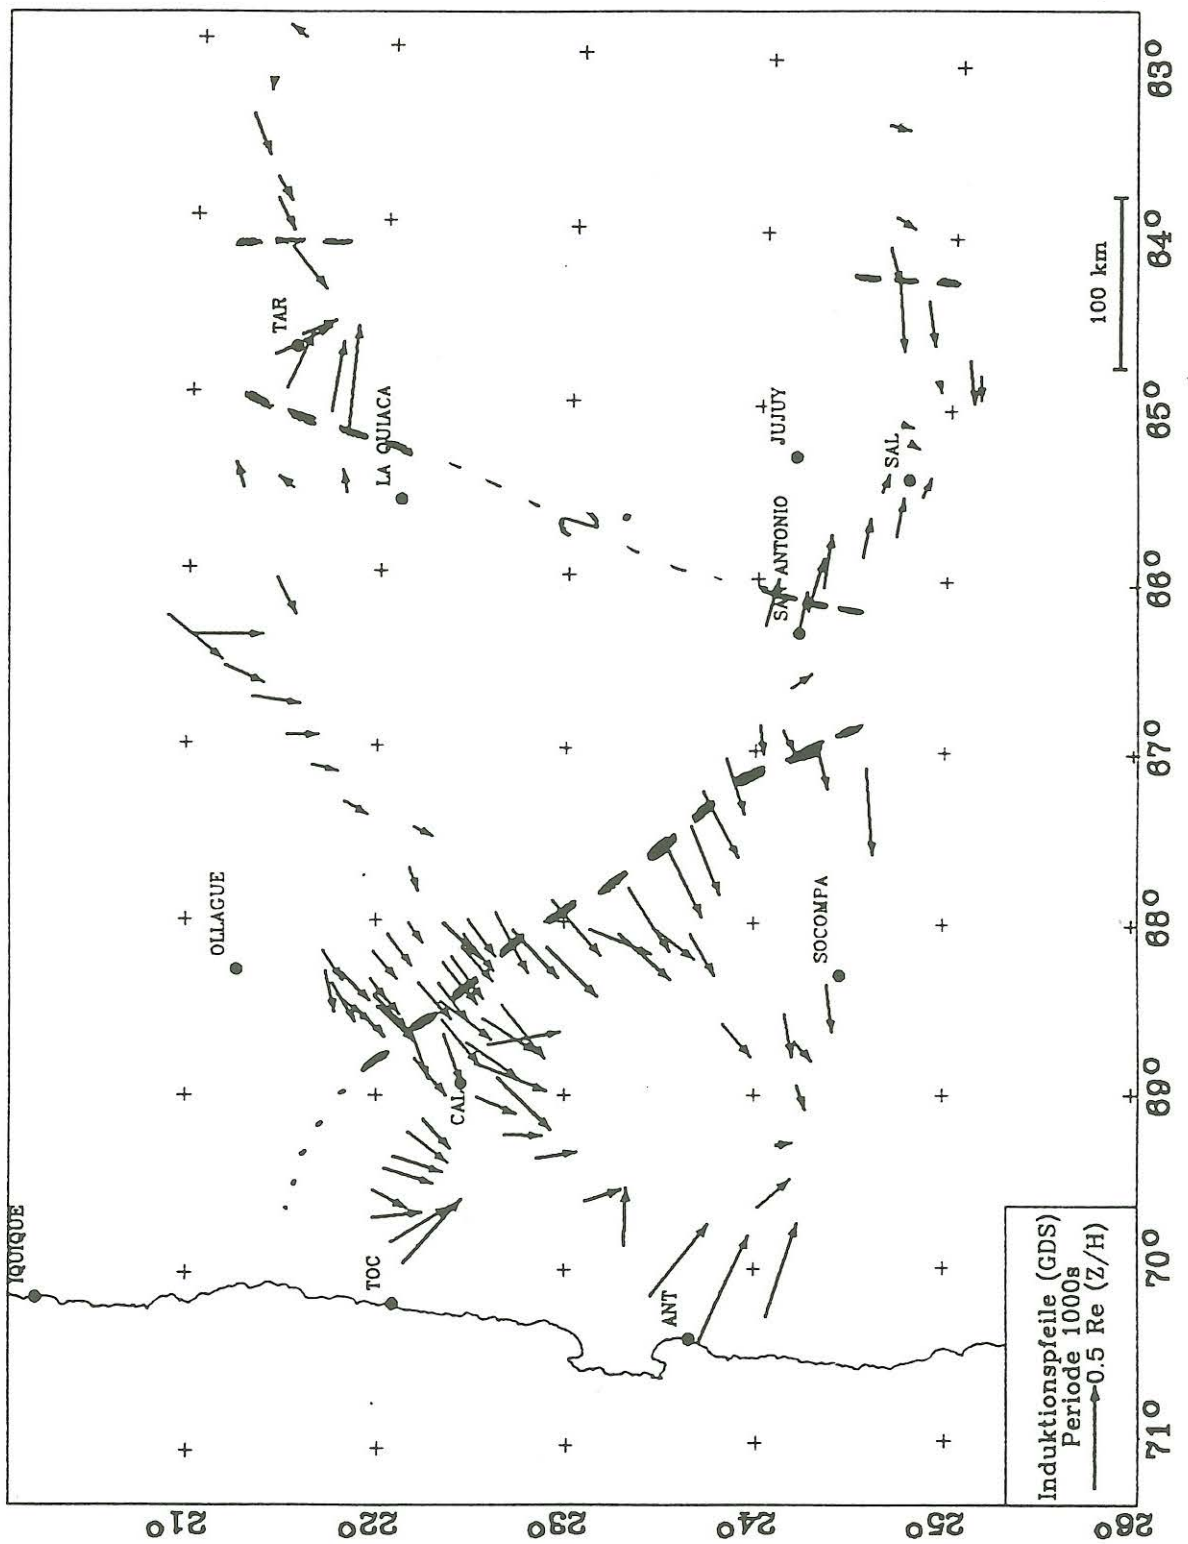 IQUIQUE
21°
OLLAGUE
TAR
22°
TOC
LA QUIACA
CAL
23°
?
ANT
24°
JUJUY
SAN ANTONIO
SOCOMPA
SAL
25°
Induktionspfeile (GDS)
Periode 1000s
0.5 Re (Z/H)
100 km
26°
71° 70° 69° 68° 67° 66° 65° 64° 63°